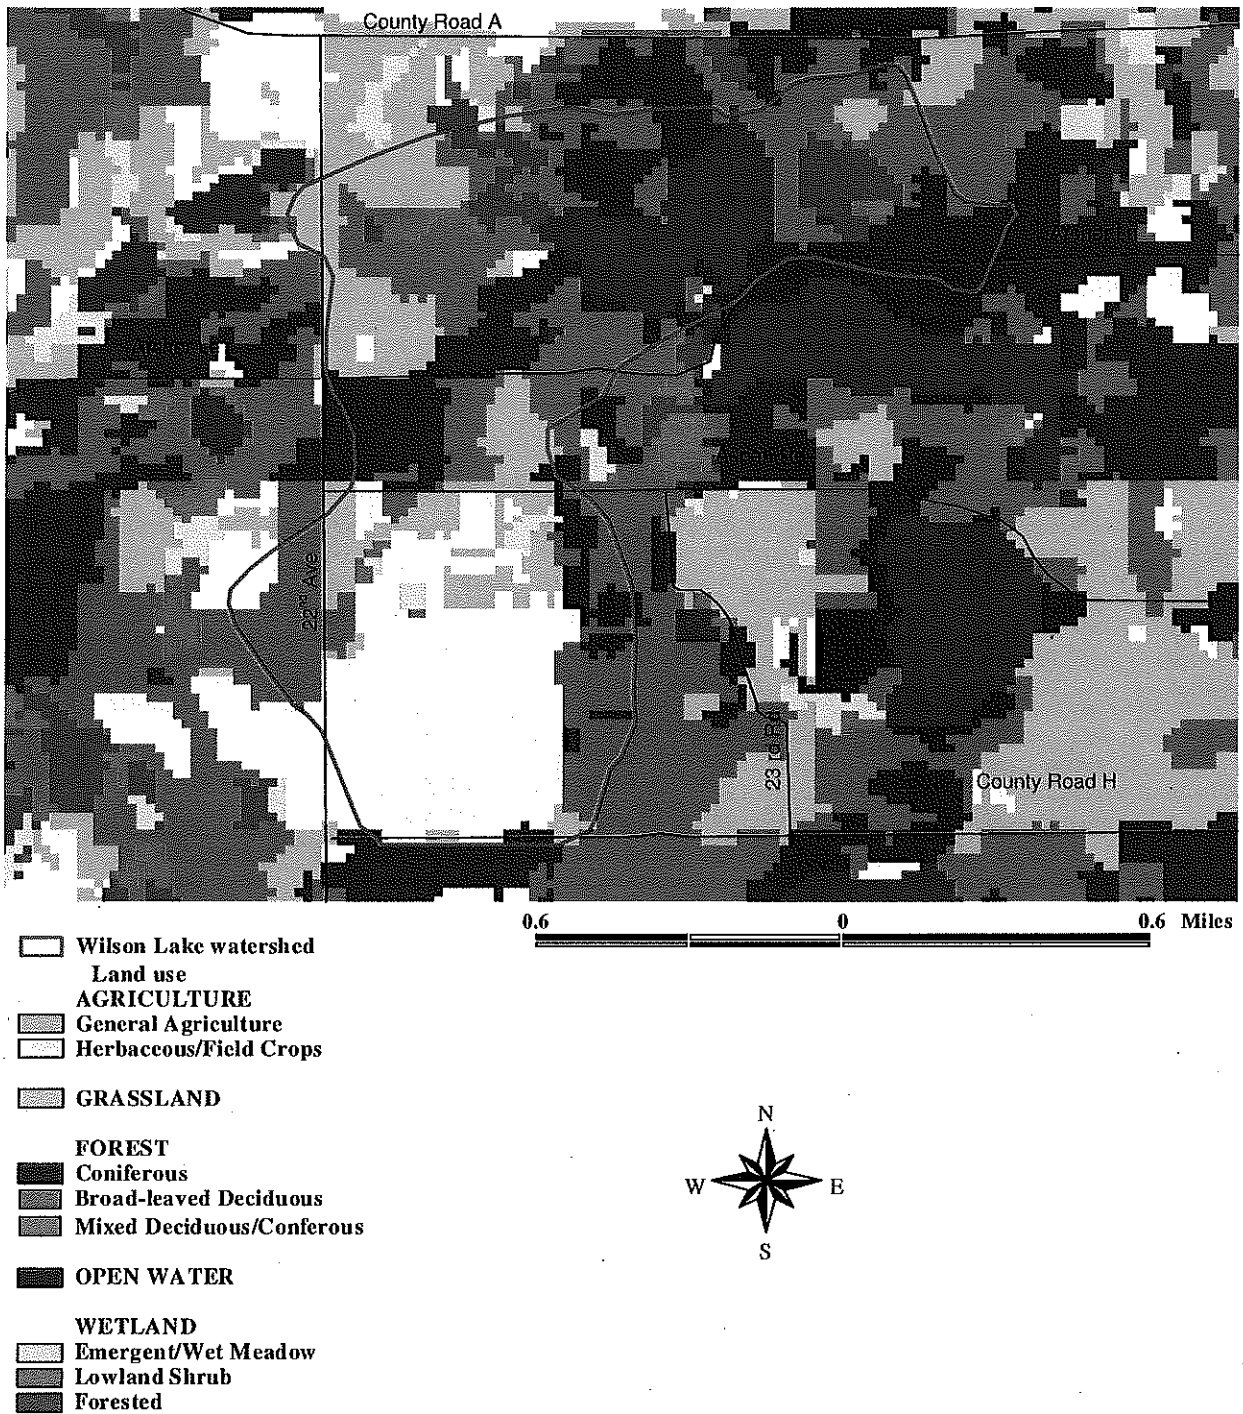 County Road A
22nd Ave
23 rd Rd
County Road H
0.6 0 0.6 Miles
Wilson Lake watershed
Land use
AGRICULTURE
General Agriculture
Herbaceous/Field Crops
GRASSLAND
FOREST
Coniferous
Broad-leaved Deciduous
Mixed Deciduous/Conferous
OPEN WATER
WETLAND
Emergent/Wet Meadow
Lowland Shrub
Forested
N
W E
S